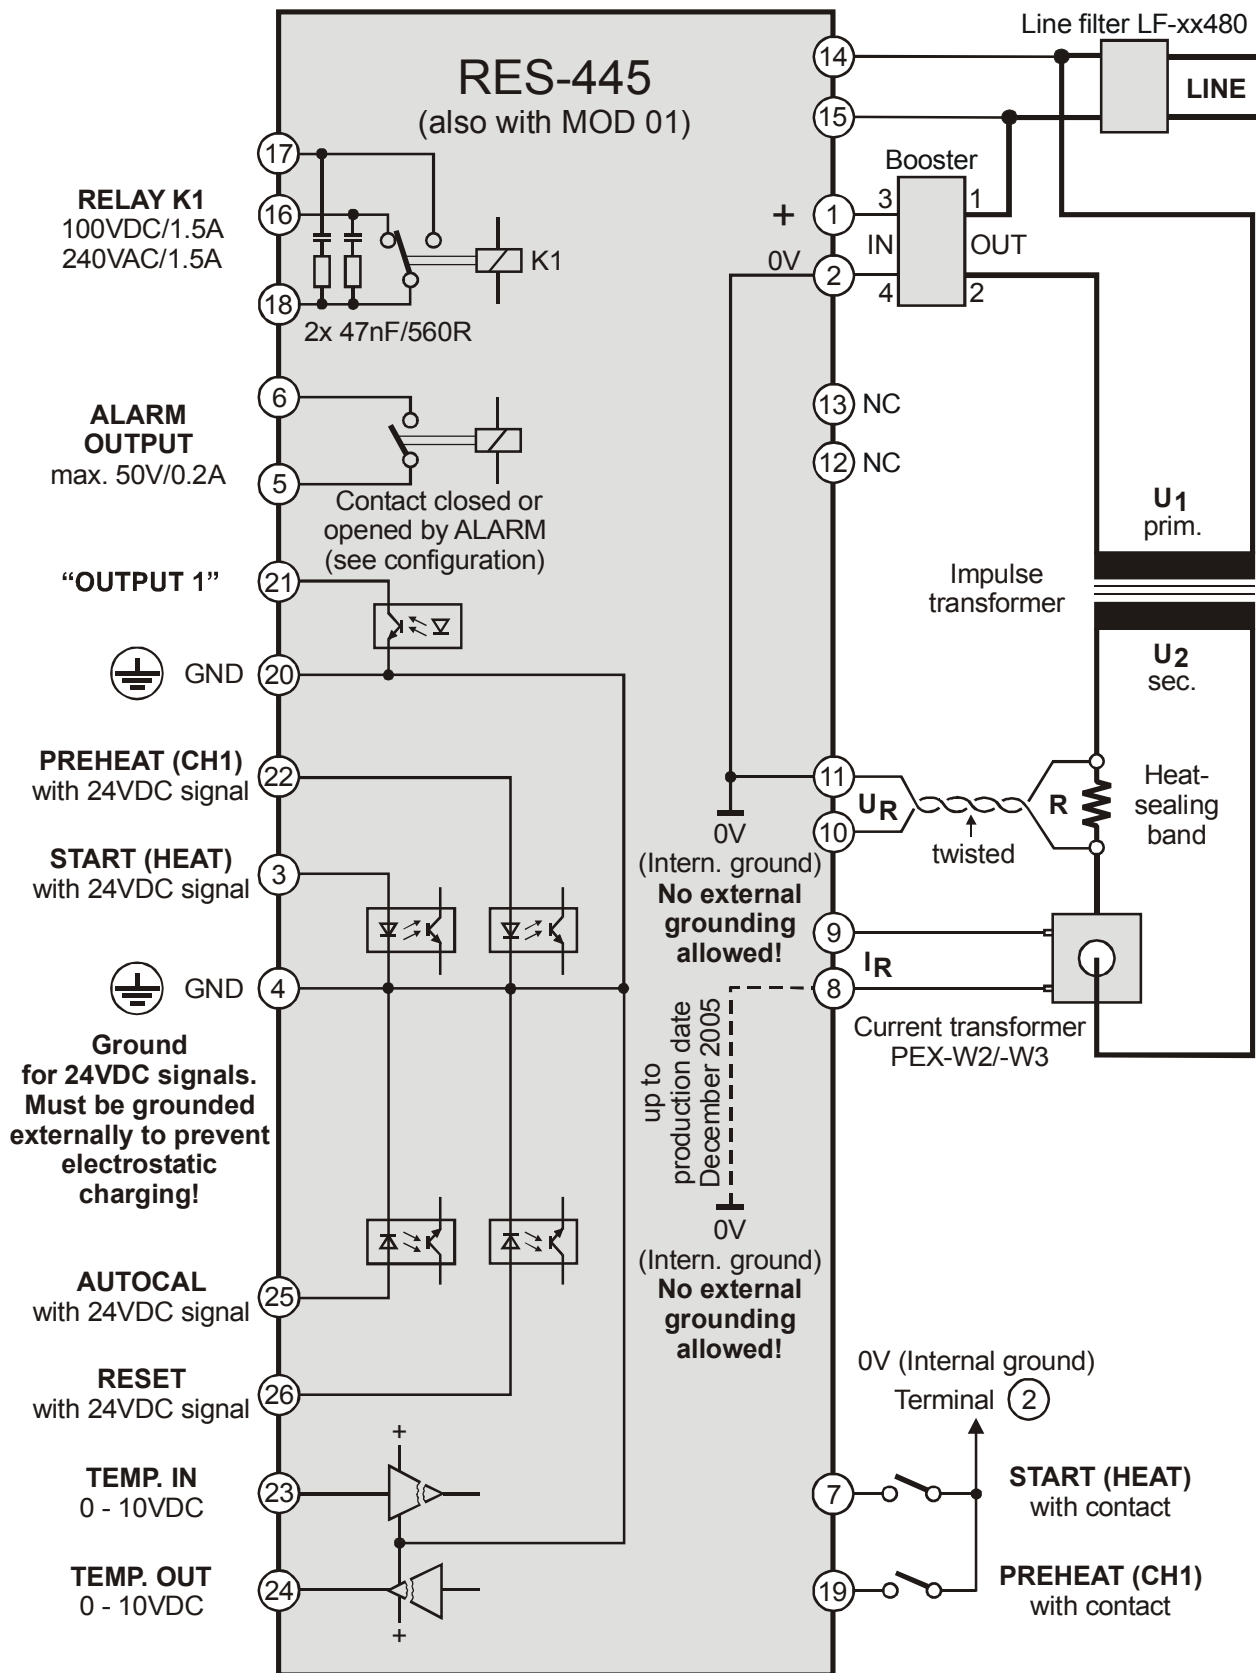 Line filter LF-xx480
LINE
RES-445
(also with MOD 01)
14
15
17
16
18
RELAY K1
100VDC/1.5A
240VAC/1.5A
K1
2x 47nF/560R
Booster
+
1
0V
2
3
1
IN
OUT
4
2
6
5
ALARM
OUTPUT
max. 50V/0.2A
Contact closed or
opened by ALARM
(see configuration)
13
NC
12
NC
U1
prim.
Impulse
transformer
U2
sec.
"OUTPUT 1"
21
GND
20
PREHEAT (CH1)
with 24VDC signal
22
START (HEAT)
with 24VDC signal
3
GND
4
Ground
for 24VDC signals.
Must be grounded
externally to prevent
electrostatic
charging!
11
10
UR
twisted
R
Heat-
sealing
band
0V
(Intern. ground)
No external
grounding
allowed!
9
IR
8
Current transformer
PEX-W2/-W3
up to
production date
December 2005
0V
(Intern. ground)
No external
grounding
allowed!
AUTOCAL
with 24VDC signal
25
RESET
with 24VDC signal
26
TEMP. IN
0 - 10VDC
23
+
TEMP. OUT
0 - 10VDC
24
+
0V (Internal ground)
Terminal 2
7
START (HEAT)
with contact
19
PREHEAT (CH1)
with contact